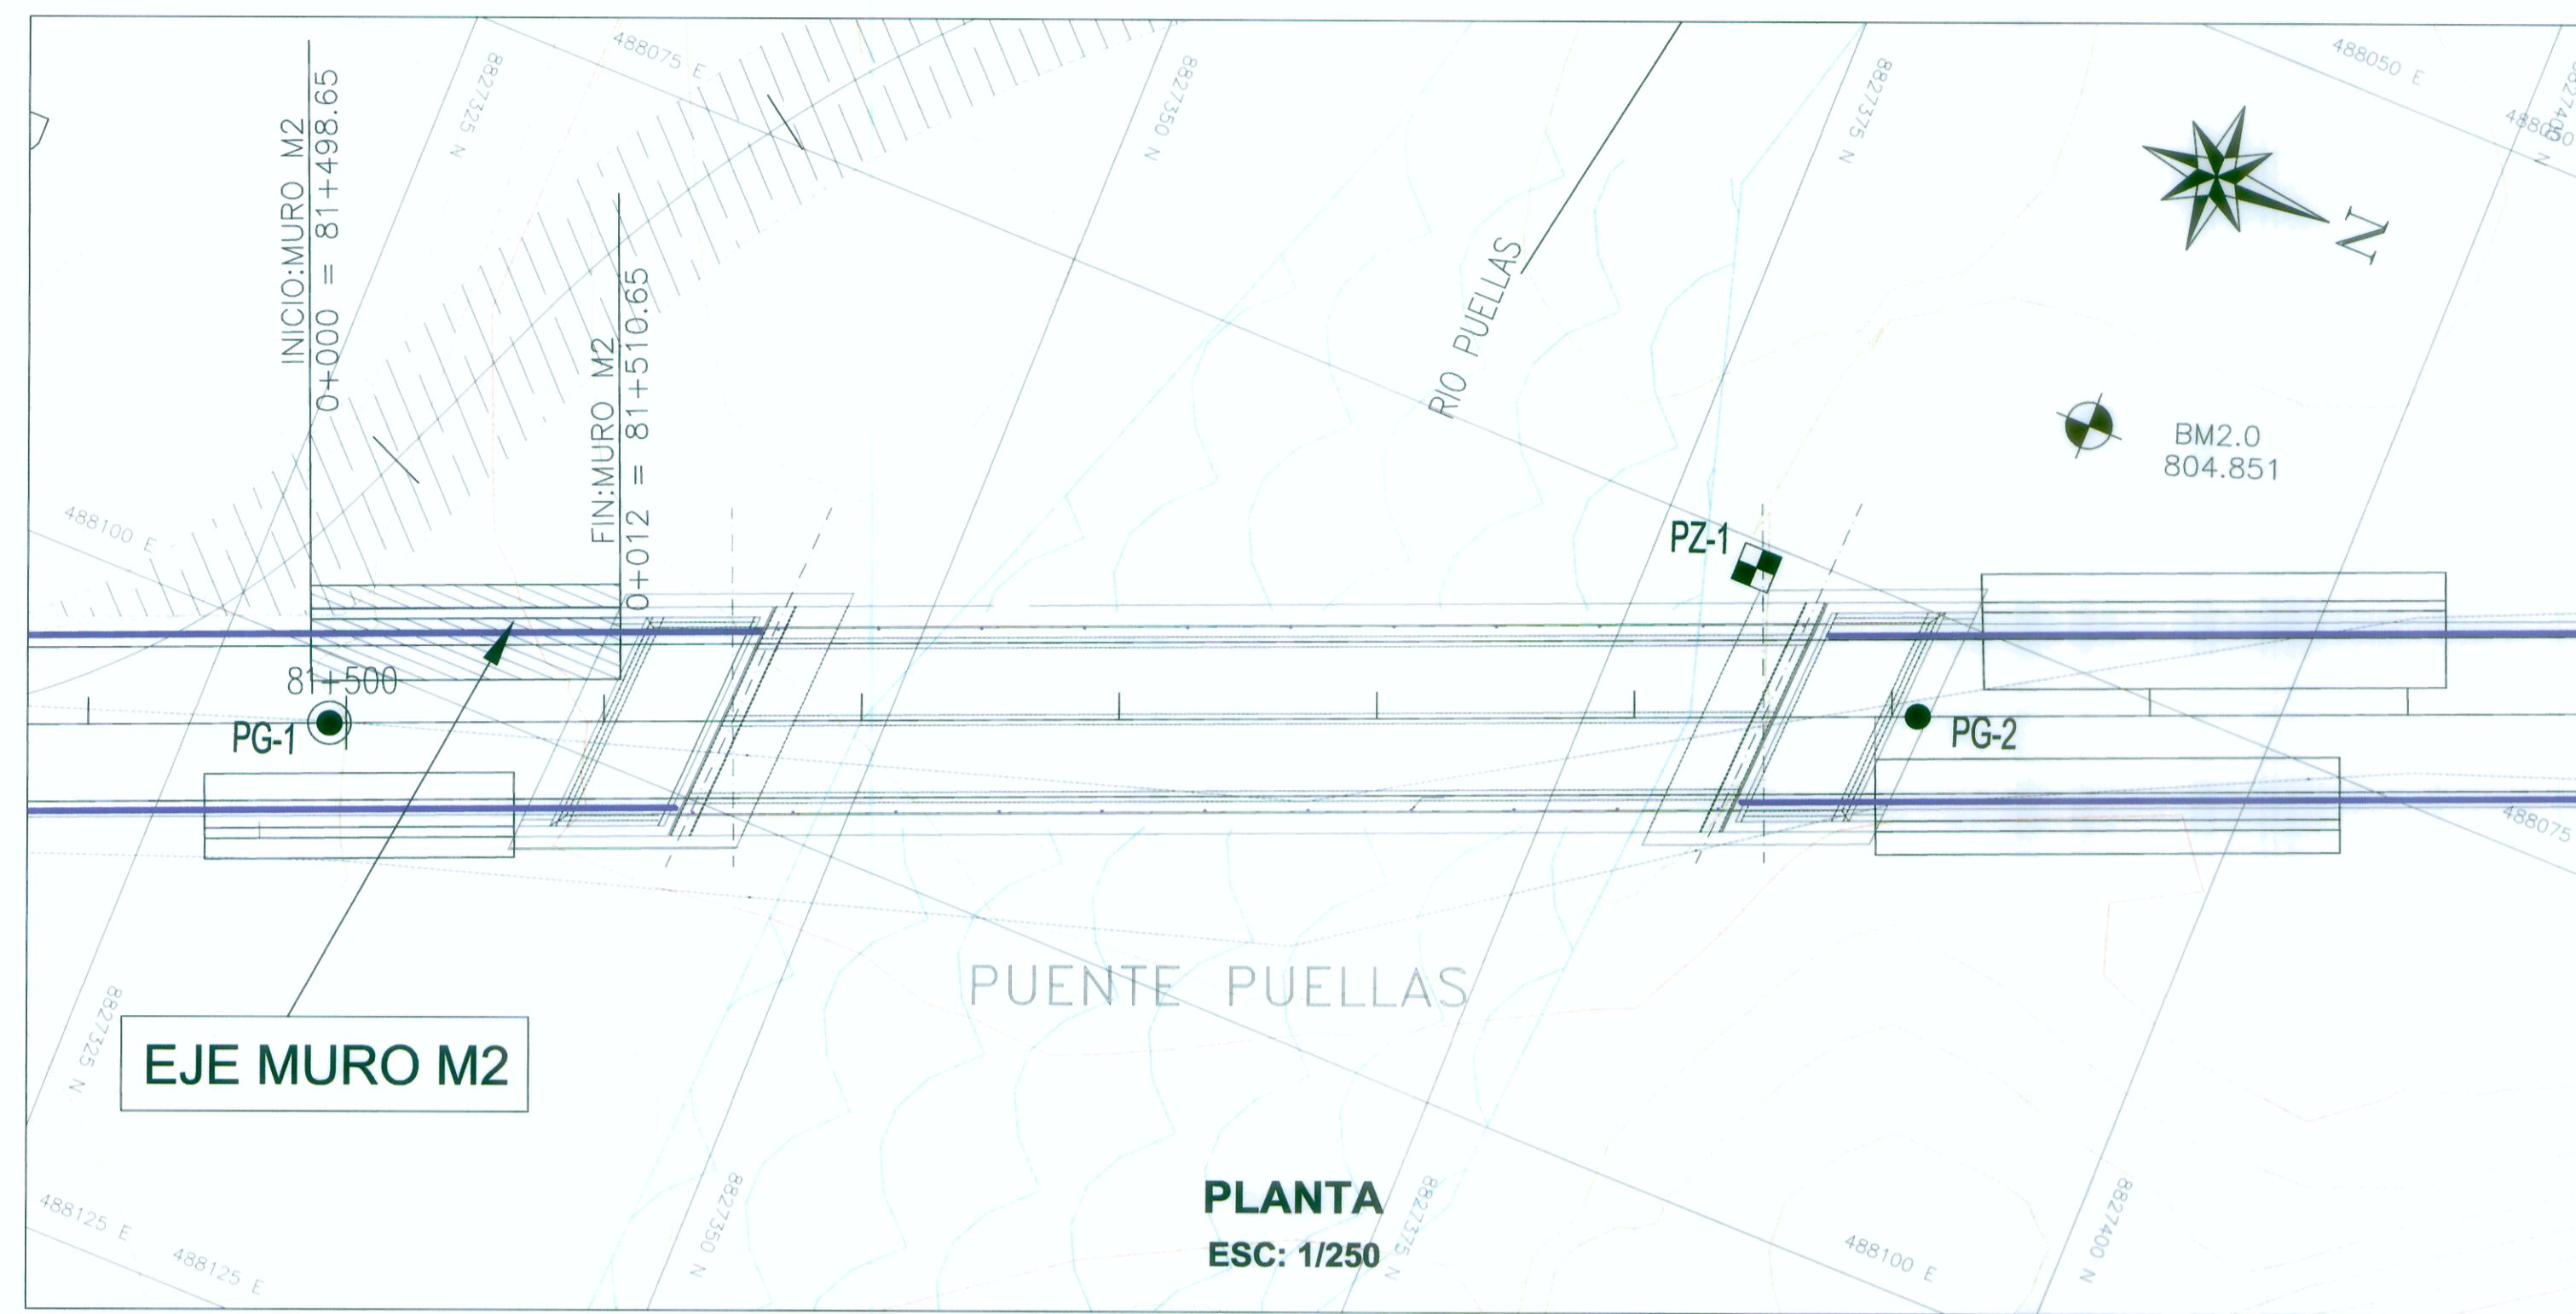 488075 E
8827325 N
8827350 N
8827375 N
488050 E
INICIO:MURO M2
0+000 = 81+498.65
FIN:MURO M2
0+012 = 81+510.65
RIO PUELLAS
N
BM2.0
804.851
488100 E
PZ-1
81+500
PG-1
PG-2
488075
PUENTE PUELLAS
8827325 N
EJE MURO M2
8827350 N
8827375 N
8827400 N
488125 E
488125 E
488100 E
PLANTA
ESC: 1/250